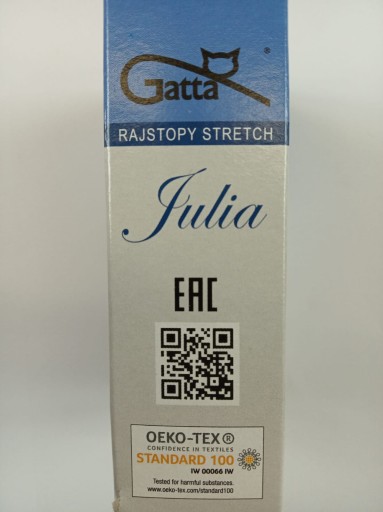 Gatta ®
RAJSTOPY STRETCH
Julia
EAC
OEKO-TEX®
CONFIDENCE IN TEXTILES
STANDARD 100
IW 00066 IW
Tested for harmful substances.
www.oeko-tex.com/standard100